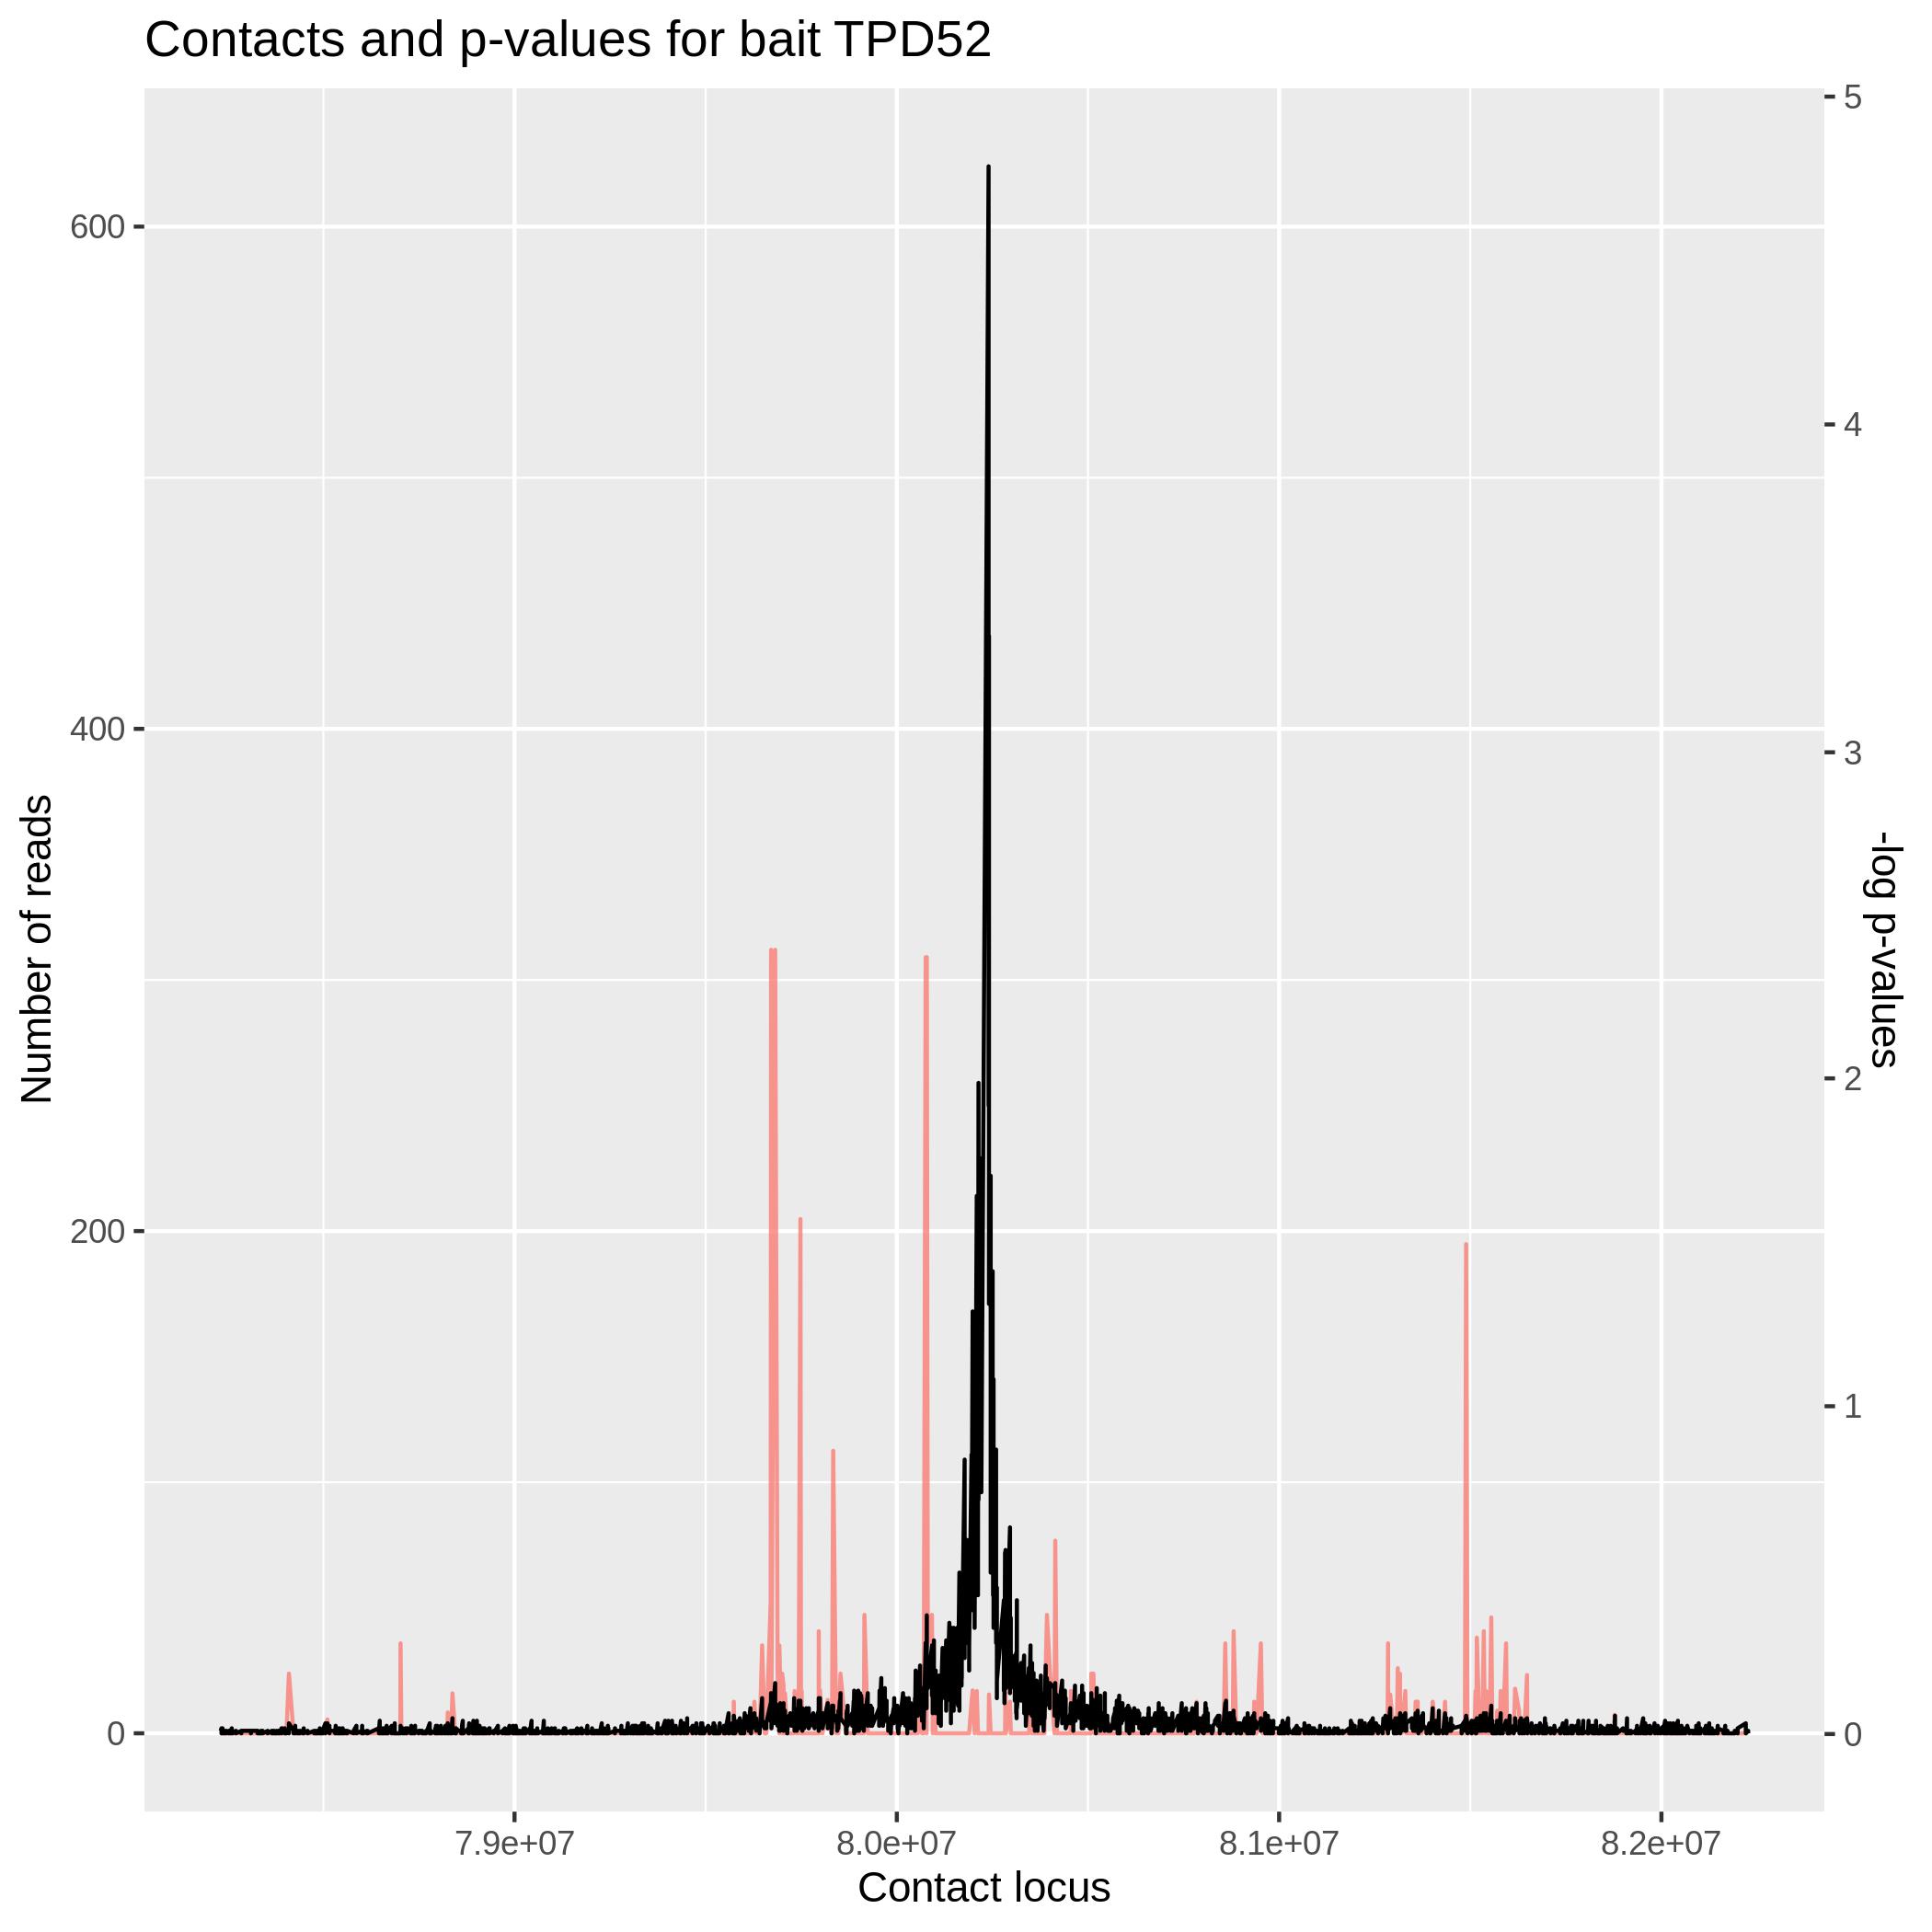 Contacts and p-values for bait TPD52
5
600
4
400
3
Number of reads
-log p-values
2
200
1
0
0
7.9e+07
8.0e+07
8.1e+07
8.2e+07
Contact locus